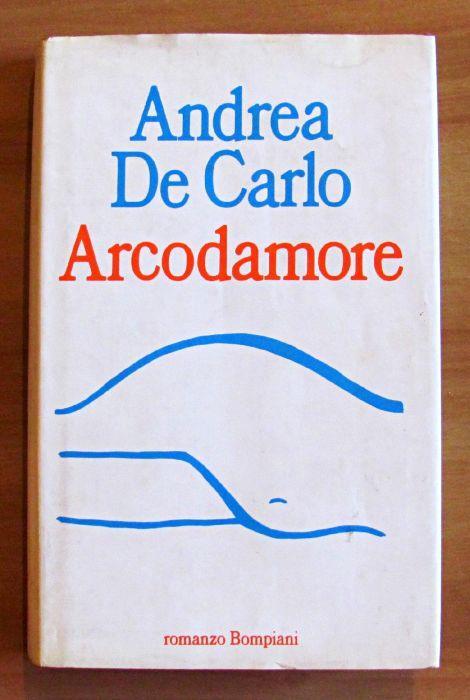 Andrea
De Carlo
Arcodamore
romanzo Bompiani